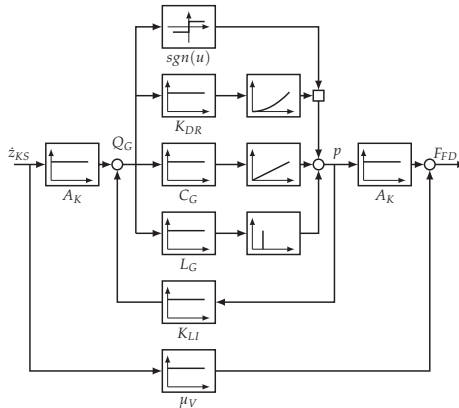 sgn(u)
K_DR
Q_G
ż_KS
A_K
C_G
p
A_K
F_FD
L_G
K_LI
μ_V